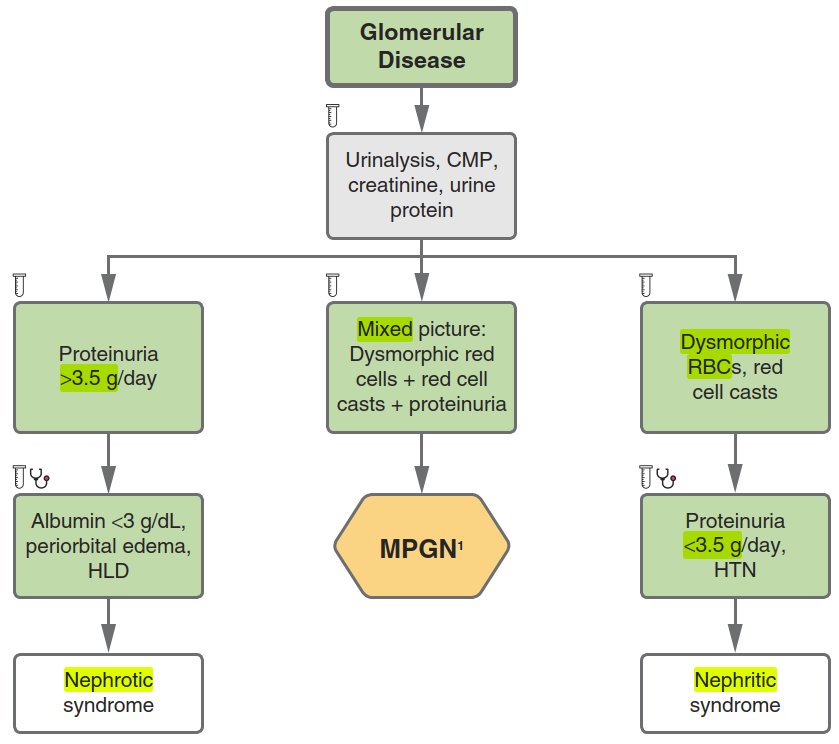 Glomerular
Disease
Urinalysis, CMP,
creatinine, urine
protein
Proteinuria
>3.5 g/day
Mixed picture:
Dysmorphic red
cells + red cell
casts + proteinuria
Dysmorphic
RBCs, red
cell casts
Albumin <3 g/dL,
periorbital edema,
HLD
MPGN¹
Proteinuria
<3.5 g/day,
HTN
Nephrotic
syndrome
Nephritic
syndrome